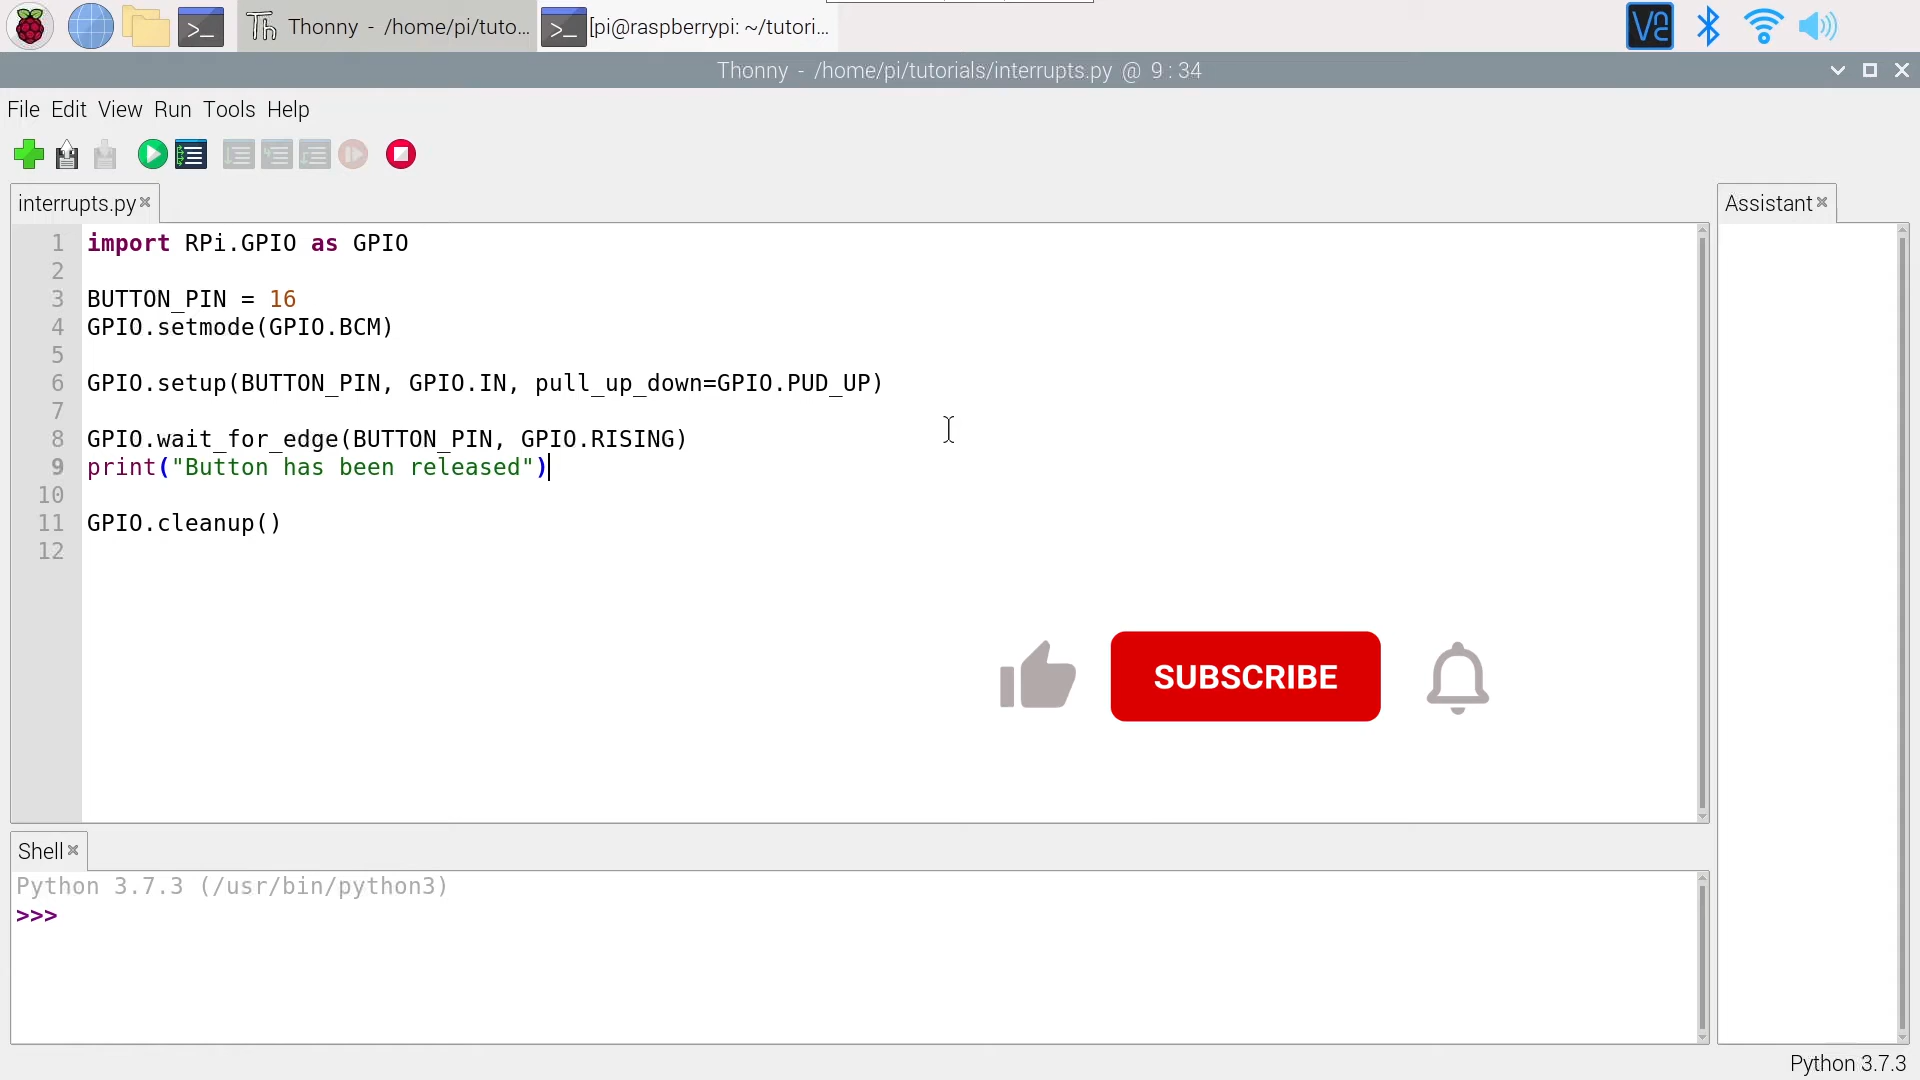 Thonny - /home/pi/tuto...
[pi@raspberrypi: ~/tutori...
Thonny - /home/pi/tutorials/interrupts.py @ 9 : 34
File Edit View Run Tools Help
interrupts.py
Assistant
1 import RPi.GPIO as GPIO
2
3 BUTTON_PIN = 16
4 GPIO.setmode(GPIO.BCM)
5
6 GPIO.setup(BUTTON_PIN, GPIO.IN, pull_up_down=GPIO.PUD_UP)
7
8 GPIO.wait_for_edge(BUTTON_PIN, GPIO.RISING)
9 print("Button has been released")
10
11 GPIO.cleanup()
12
SUBSCRIBE
Shell
Python 3.7.3 (/usr/bin/python3)
>>>
Python 3.7.3